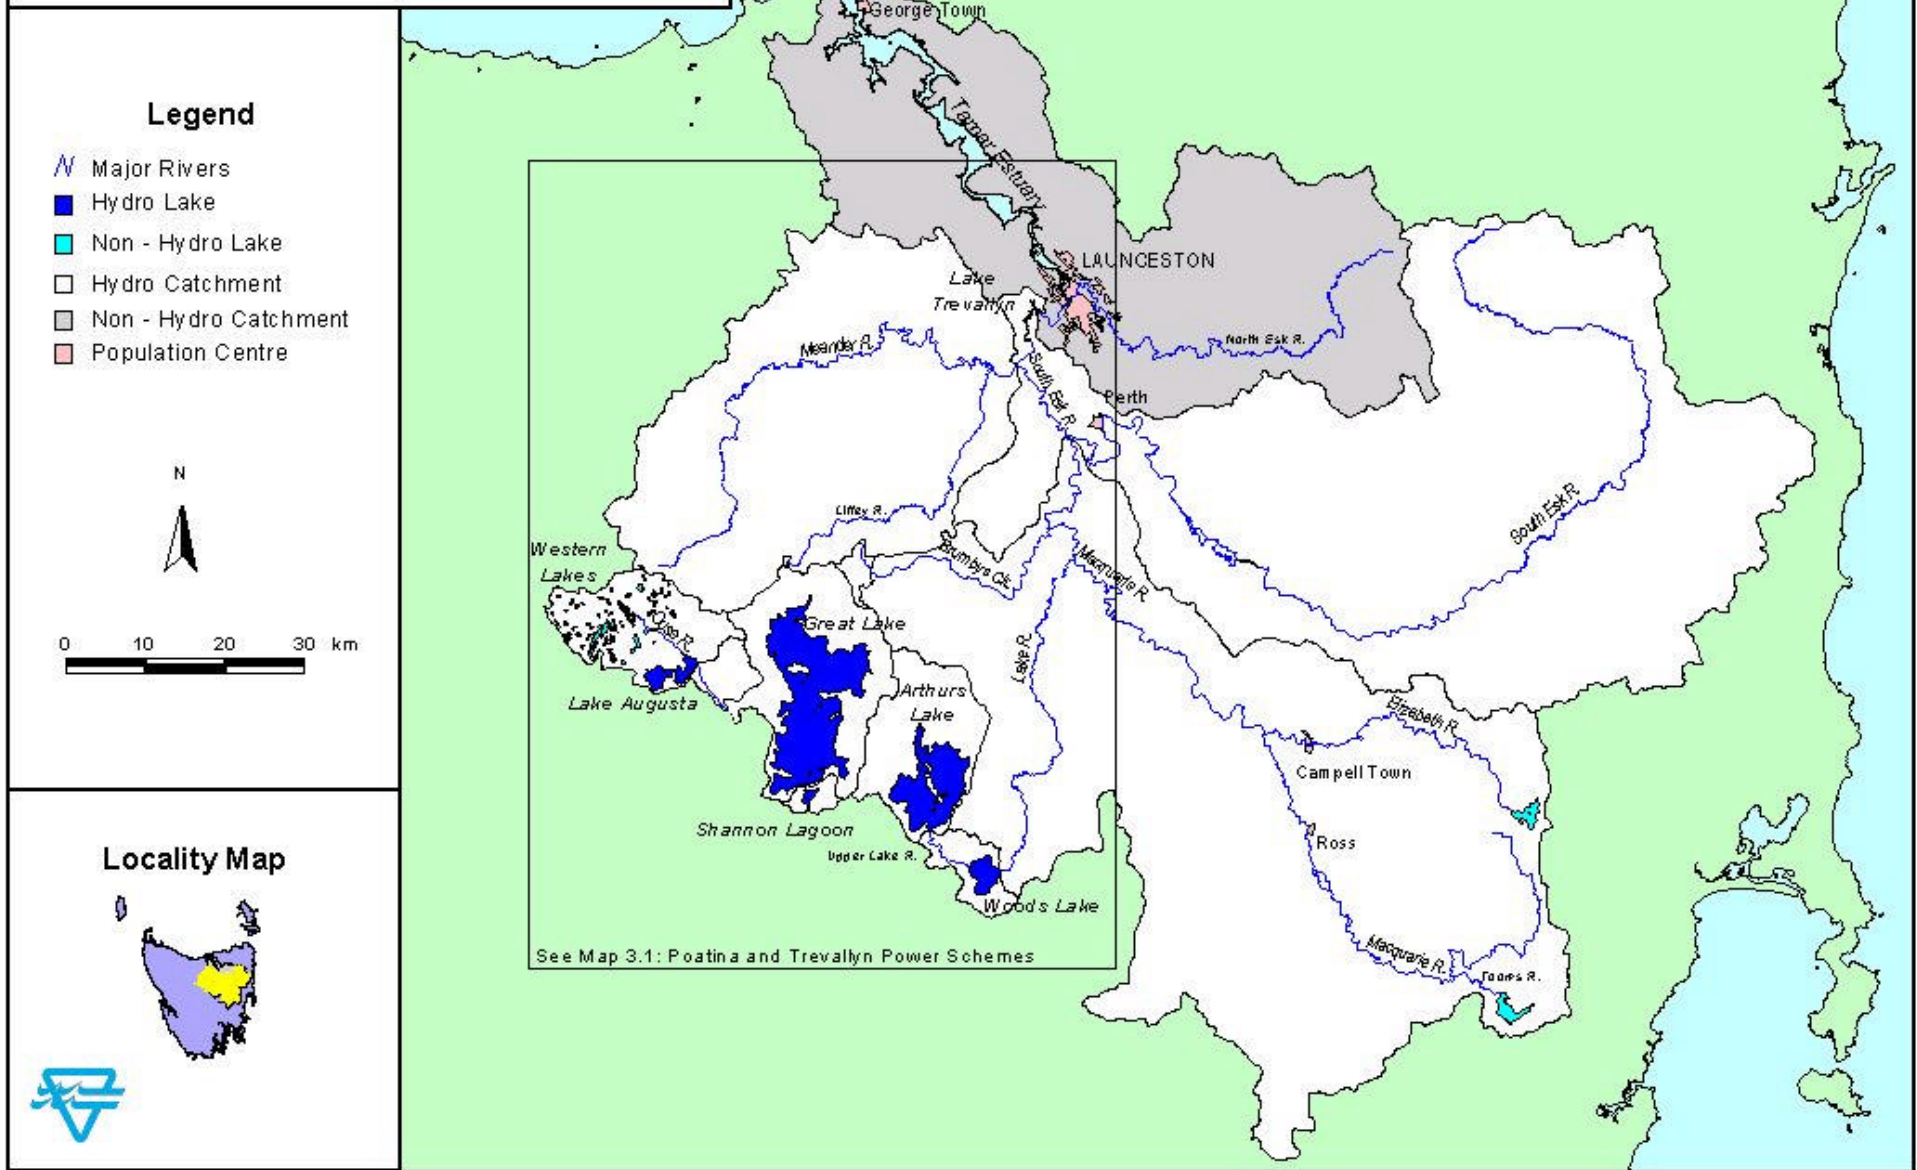 George Town
Legend
Major Rivers
Hydro Lake
Non - Hydro Lake
Hydro Catchment
Non - Hydro Catchment
Population Centre
N
0 10 20 30 km
Locality Map
Tamer Estuary
LAUNCESTON
Lake
Trevallyn
North Esk R.
Meander R.
South Esk R.
Perth
Liffey R.
South Esk R.
Western
Lakes
Brumbys Ck.
Macquarie R.
Ouse R.
Great Lake
Lake R.
Arthurs
Lake
Lake Augusta
Elizabeth R.
Campell Town
Shannon Lagoon
Upper Lake R.
Ross
Woods Lake
Macquarie R.
Tooms R.
See Map 3.1: Poatina and Trevallyn Power Schemes